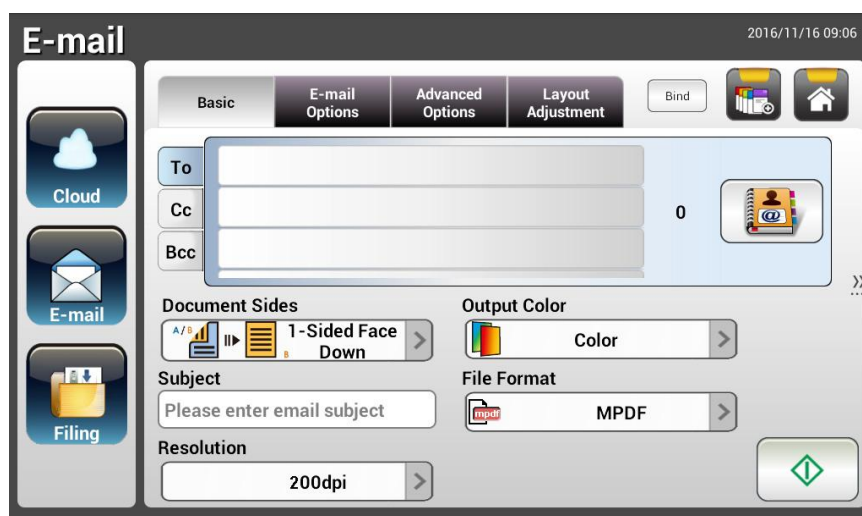 E-mail
2016/11/16 09:06
Basic
E-mail
Options
Advanced
Options
Layout
Adjustment
Bind
Cloud
E-mail
Filing
To
Cc
Bcc
0
@
Document Sides
A/B
B
1-Sided Face
Down
Output Color
Color
Subject
Please enter email subject
File Format
mpdf
MPDF
Resolution
200dpi